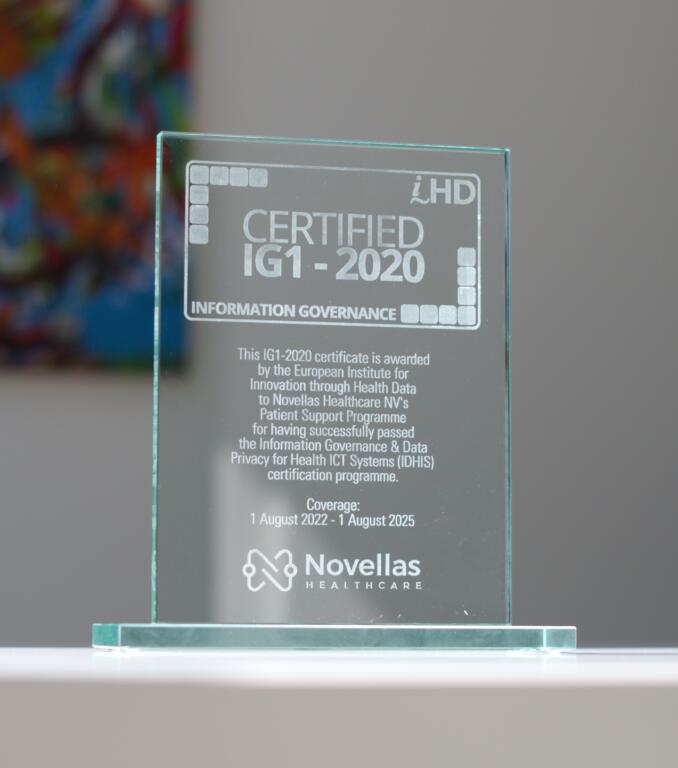 iHD
CERTIFIED
IG1 - 2020
INFORMATION GOVERNANCE
This IG1-2020 certificate is awarded
by the European Institute for
Innovation through Health Data
to Novellas Healthcare NV's
Patient Support Programme
for having successfully passed
the Information Governance & Data
Privacy for Health ICT Systems (IDHIS)
certification programme.
Coverage:
1 August 2022 - 1 August 2025
Novellas
HEALTHCARE